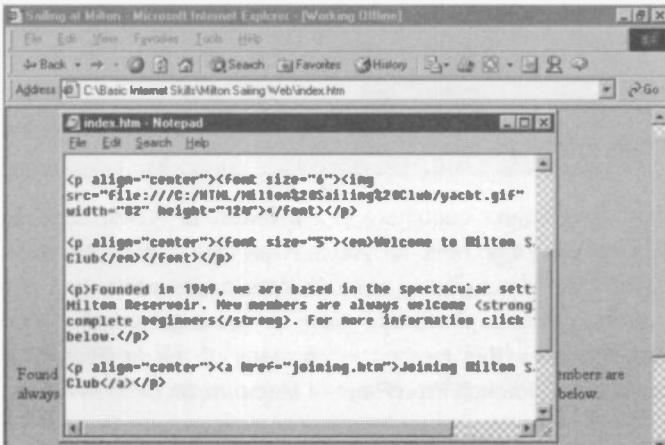 Sailing at Milton - Microsoft Internet Explorer - [Working Offline]
File Edit View Favorites Tools Help
Back Search Favorites History
Address C:\Basic Internet Skills\Milton Sailing Web\index.htm Go
index.htm - Notepad
File Edit Search Help
<p align="center"><font size="6"><img
src="file:///C:/HTML/Milton%20Sailing%20Club/yacht.gif"
width="82" height="128"></font></p>
<p align="center"><font size="5"><em>Welcome to Milton S
Club</em></font></p>
<p>Founded in 1949, we are based in the spectacular sett
Milton Reservoir. New members are always welcome <strong
complete beginners</strong>. For more information click
below.</p>
<p align="center"><a href="joining.htm">Joining Milton S
Club</a></p>
Found embers are
always below.